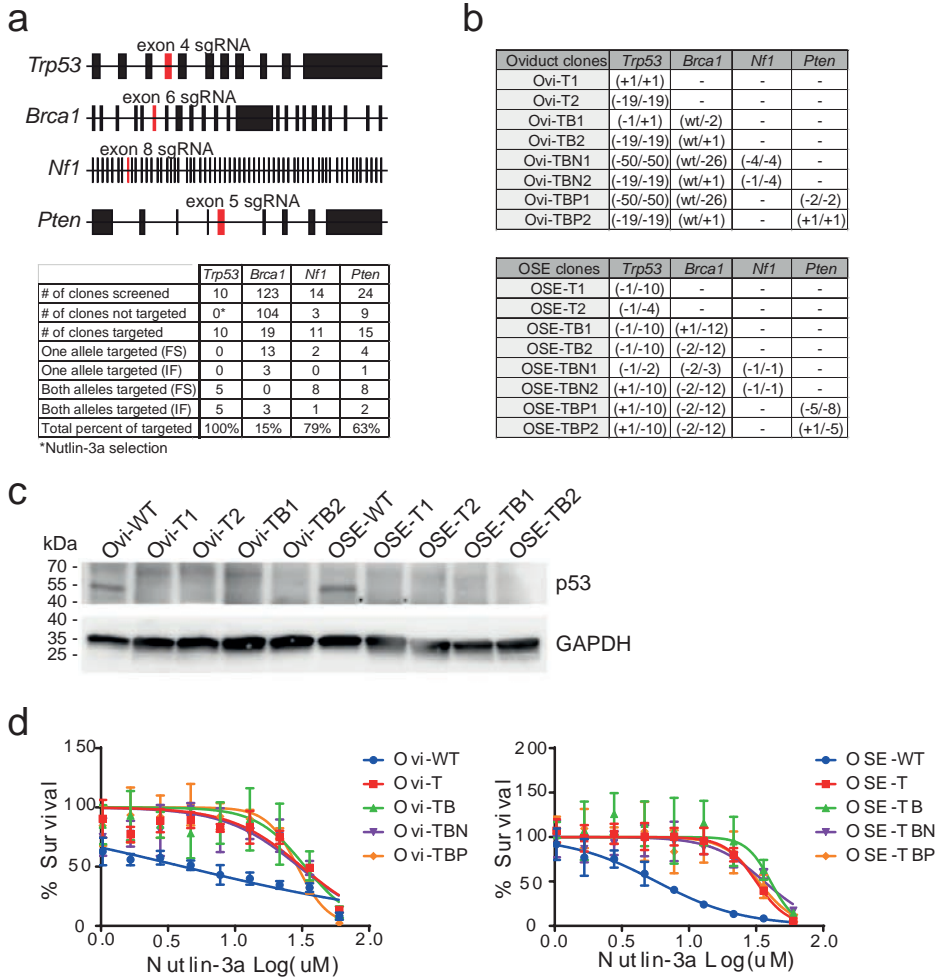 a
exon 4 sgRNA
Trp53
exon 6 sgRNA
Brca1
exon 8 sgRNA
Nf1
exon 5 sgRNA
Pten
Trp53 Brca1 Nf1 Pten
# of clones screened 10 123 14 24
# of clones not targeted 0* 104 3 9
# of clones targeted 10 19 11 15
One allele targeted (FS) 0 13 2 4
One allele targeted (IF) 0 3 0 1
Both alleles targeted (FS) 5 0 8 8
Both alleles targeted (IF) 5 3 1 2
Total percent of targeted 100% 15% 79% 63%
*Nutlin-3a selection
b
Oviduct clones Trp53 Brca1 Nf1 Pten
Ovi-T1 (+1/+1) - - -
Ovi-T2 (-19/-19) - - -
Ovi-TB1 (-1/+1) (wt/-2) - -
Ovi-TB2 (-19/-19) (wt/+1) - -
Ovi-TBN1 (-50/-50) (wt/-26) (-4/-4) -
Ovi-TBN2 (-19/-19) (wt/+1) (-1/-4) -
Ovi-TBP1 (-50/-50) (wt/-26) - (-2/-2)
Ovi-TBP2 (-19/-19) (wt/+1) - (+1/+1)
OSE clones Trp53 Brca1 Nf1 Pten
OSE-T1 (-1/-10) - - -
OSE-T2 (-1/-4) - - -
OSE-TB1 (-1/-10) (+1/-12) - -
OSE-TB2 (-1/-10) (-2/-12) - -
OSE-TBN1 (-1/-2) (-2/-3) (-1/-1) -
OSE-TBN2 (+1/-10) (-2/-12) (-1/-1) -
OSE-TBP1 (+1/-10) (-2/-12) - (-5/-8)
OSE-TBP2 (+1/-10) (-2/-12) - (+1/-5)
c
Ovi-WT Ovi-T1 Ovi-T2 Ovi-TB1 Ovi-TB2 OSE-WT OSE-T1 OSE-T2 OSE-TB1 OSE-TB2
kDa
70 -
55 -
40 -
p53
40 -
35 -
25 -
GAPDH
d
% Survival
150
100
50
0
0.0 0.5 1.0 1.5 2.0
Nutlin-3a Log(uM)
Ovi-WT
Ovi-T
Ovi-TB
Ovi-TBN
Ovi-TBP
% Survival
200
150
100
50
0
0.0 0.5 1.0 1.5 2.0
Nutlin-3a Log(uM)
OSE-WT
OSE-T
OSE-TB
OSE-TBN
OSE-TBP